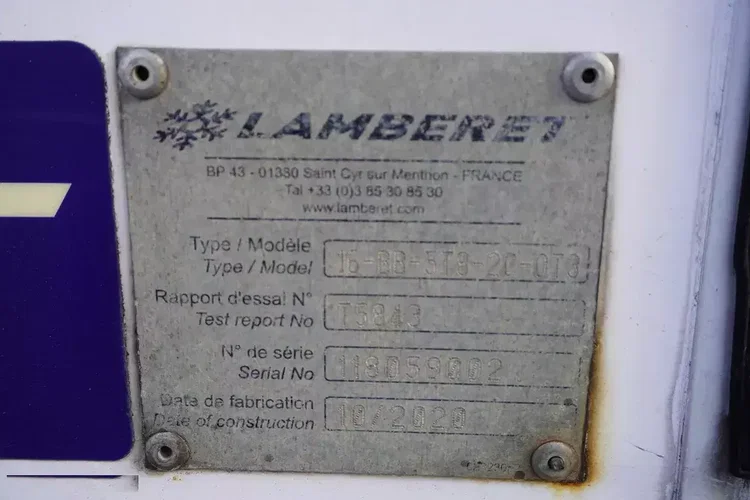 LAMBERET
BP 43 - 01380 Saint Cyr sur Menthon - FRANCE
Tel +33 (0)3 85 30 85 30
www.lamberet.com
Type / Modèle
Type / Model
Rapport d'essai N°
Test report No T5843
N° de série
Serial No 118059002
Date de fabrication
Date of construction 10/2020